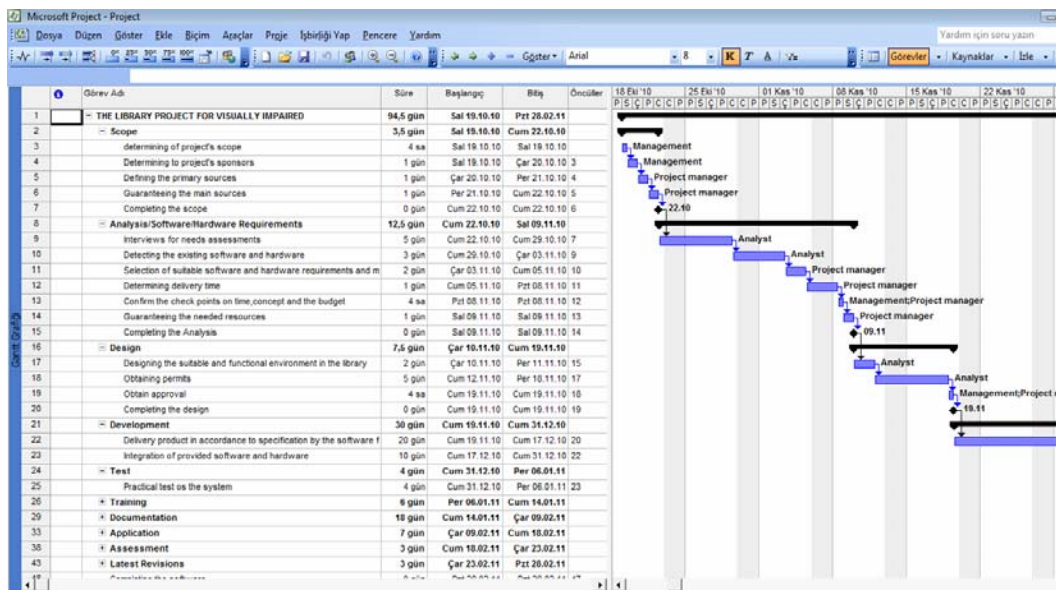 Microsoft Project - Project
Dosya Düzen Göster Ekle Biçim Araçlar Proje İşbirliği Yap Pencere Yardım Yardım için soru yazın
Göster Arial 8 K T A Görevler Kaynaklar İzle
Görev Adı Süre Başlangıç Bitiş Öncüller 18 Eki '10 25 Eki '10 01 Kas '10 08 Kas '10 15 Kas '10 22 Kas '10
P S Ç P C C P P S Ç P C C P P S Ç P C C P P S Ç P C C P P S Ç P C C P P S Ç P C C P
1 THE LIBRARY PROJECT FOR VISUALLY IMPAIRED 94,5 gün Sal 19.10.10 Pzt 28.02.11
2 Scope 3,5 gün Sal 19.10.10 Cum 22.10.10
3 determining of project's scope 4 sa Sal 19.10.10 Sal 19.10.10 Management
4 Determining to project's sponsors 1 gün Sal 19.10.10 Çar 20.10.10 3 Management
5 Defining the primary sources 1 gün Çar 20.10.10 Per 21.10.10 4 Project manager
6 Guaranteeing the main sources 1 gün Per 21.10.10 Cum 22.10.10 5 Project manager
7 Completing the scope 0 gün Cum 22.10.10 Cum 22.10.10 6 22.10
8 Analysis/Software/Hardware Requirements 12,5 gün Cum 22.10.10 Sal 09.11.10
9 Interviews for needs assessments 5 gün Cum 22.10.10 Cum 29.10.10 7 Analyst
10 Detecting the existing software and hardware 3 gün Cum 29.10.10 Çar 03.11.10 9 Analyst
11 Selection of suitable software and hardware requirements and m 2 gün Çar 03.11.10 Cum 05.11.10 10 Project manager
12 Determining delivery time 1 gün Cum 05.11.10 Pzt 08.11.10 11 Project manager
13 Confirm the check points on time,concept and the budget 4 sa Pzt 08.11.10 Pzt 08.11.10 12 Management;Project manager
14 Guaranteeing the needed resources 1 gün Sal 09.11.10 Sal 09.11.10 13 Project manager
15 Completing the Analysis 0 gün Sal 09.11.10 Sal 09.11.10 14 09.11
16 Design 7,5 gün Çar 10.11.10 Cum 19.11.10
17 Designing the suitable and functional environment in the library 2 gün Çar 10.11.10 Per 11.11.10 15 Analyst
18 Obtaining permits 5 gün Cum 12.11.10 Per 18.11.10 17 Analyst
19 Obtain approval 4 sa Cum 19.11.10 Cum 19.11.10 18 Management;Project
20 Completing the design 0 gün Cum 19.11.10 Cum 19.11.10 19 19.11
21 Development 30 gün Cum 19.11.10 Cum 31.12.10
22 Delivery product in accordance to specification by the software f 20 gün Cum 19.11.10 Cum 17.12.10 20
23 Integration of provided software and hardware 10 gün Cum 17.12.10 Cum 31.12.10 22
24 Test 4 gün Cum 31.12.10 Per 06.01.11
25 Practical test os the system 4 gün Cum 31.12.10 Per 06.01.11 23
26 Training 6 gün Per 06.01.11 Cum 14.01.11
29 Documentation 18 gün Cum 14.01.11 Çar 09.02.11
33 Application 7 gün Çar 09.02.11 Cum 18.02.11
38 Assessment 3 gün Cum 18.02.11 Çar 23.02.11
43 Latest Revisions 3 gün Çar 23.02.11 Pzt 28.02.11
Gantt Grafiği